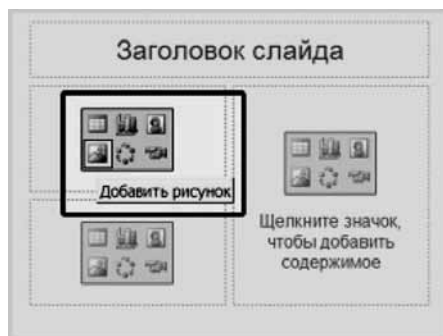 Заголовок слайда
Добавить рисунок
Щелкните значок,
чтобы добавить
содержимое